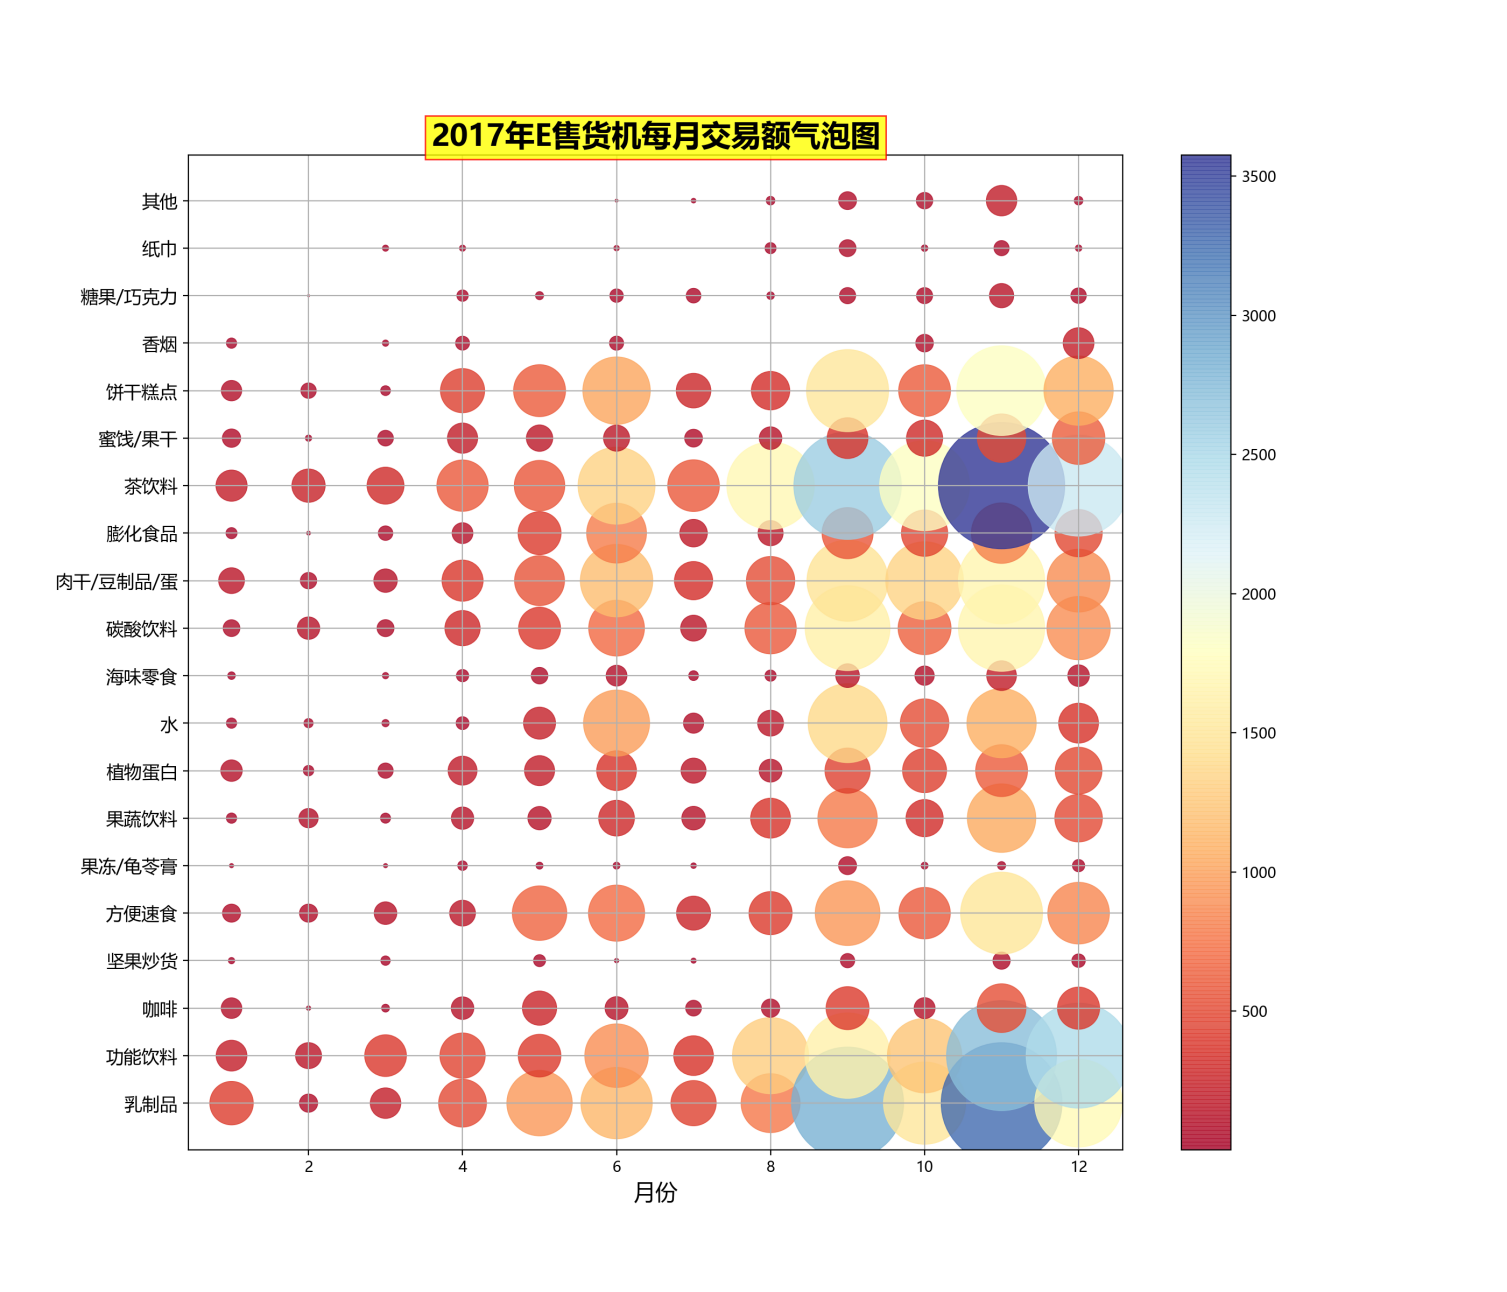 2017年E售货机每月交易额气泡图
其他
纸巾
糖果/巧克力
香烟
饼干糕点
蜜饯/果干
茶饮料
膨化食品
肉干/豆制品/蛋
碳酸饮料
海味零食
水
植物蛋白
果蔬饮料
果冻/龟苓膏
方便速食
坚果炒货
咖啡
功能饮料
乳制品
2 4 6 8 10 12
月份
3500
3000
2500
2000
1500
1000
500